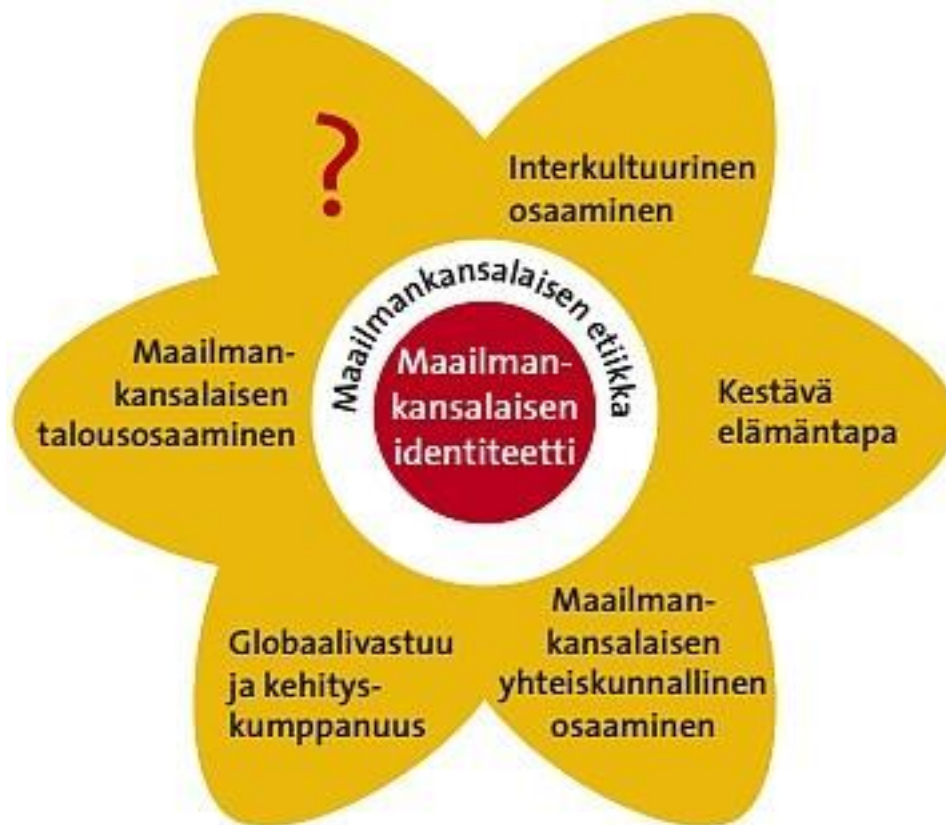 ?
Interkultuurinen
osaaminen
Maailmankansalaisen etiikka
Maailman-
kansalaisen
identiteetti
Maailman-
kansalaisen
talousosaaminen
Kestävä
elämäntapa
Globaalivastuu
ja kehitys-
kumppanuus
Maailman-
kansalaisen
yhteiskunnallinen
osaaminen